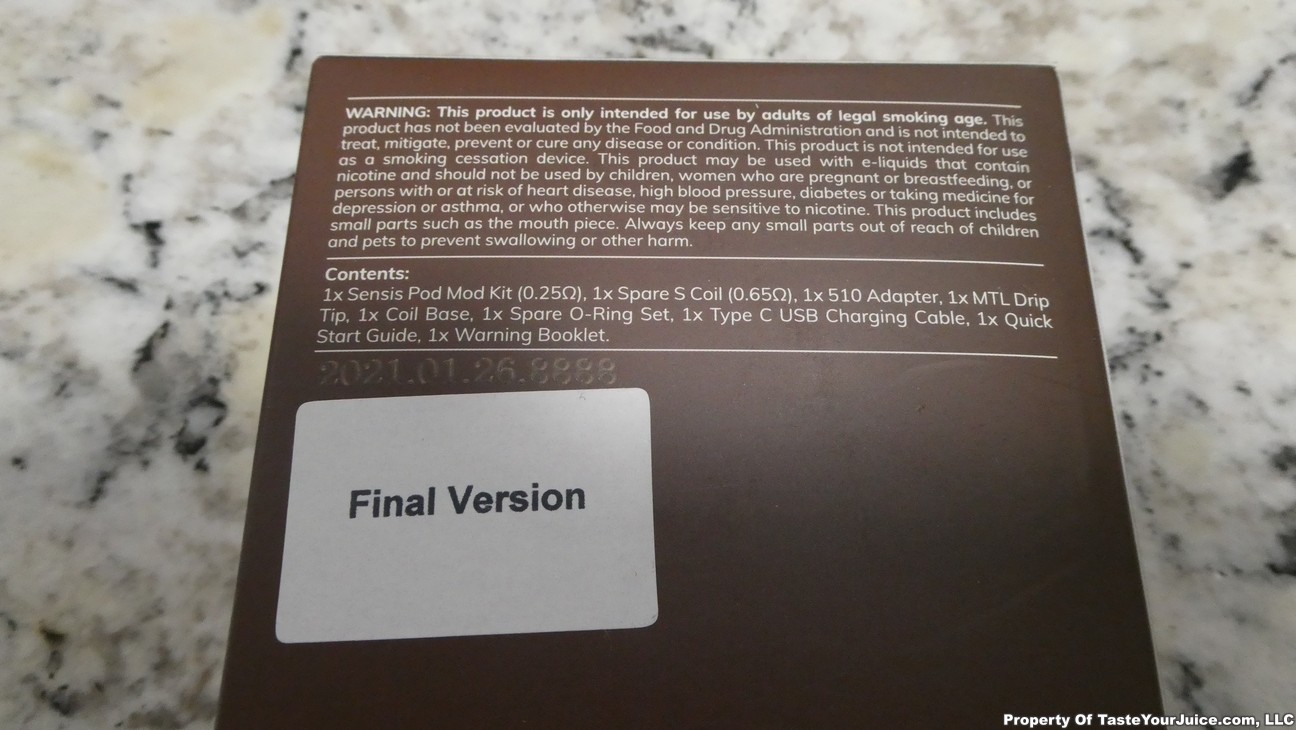 WARNING: This product is only intended for use by adults of legal smoking age. This
product has not been evaluated by the Food and Drug Administration and is not intended to
treat, mitigate, prevent or cure any disease or condition. This product is not intended for use
as a smoking cessation device. This product may be used with e-liquids that contain
nicotine and should not be used by children, women who are pregnant or breastfeeding, or
persons with or at risk of heart disease, high blood pressure, diabetes or taking medicine for
depression or asthma, or who otherwise may be sensitive to nicotine. This product includes
small parts such as the mouth piece. Always keep any small parts out of reach of children
and pets to prevent swallowing or other harm.
Contents:
1x Sensis Pod Mod Kit (0.25Ω), 1x Spare S Coil (0.65Ω), 1x 510 Adapter, 1x MTL Drip
Tip, 1x Coil Base, 1x Spare O-Ring Set, 1x Type C USB Charging Cable, 1x Quick
Start Guide, 1x Warning Booklet.
2021.01.26.8888
Final Version
Property Of TasteYourJuice.com, LLC